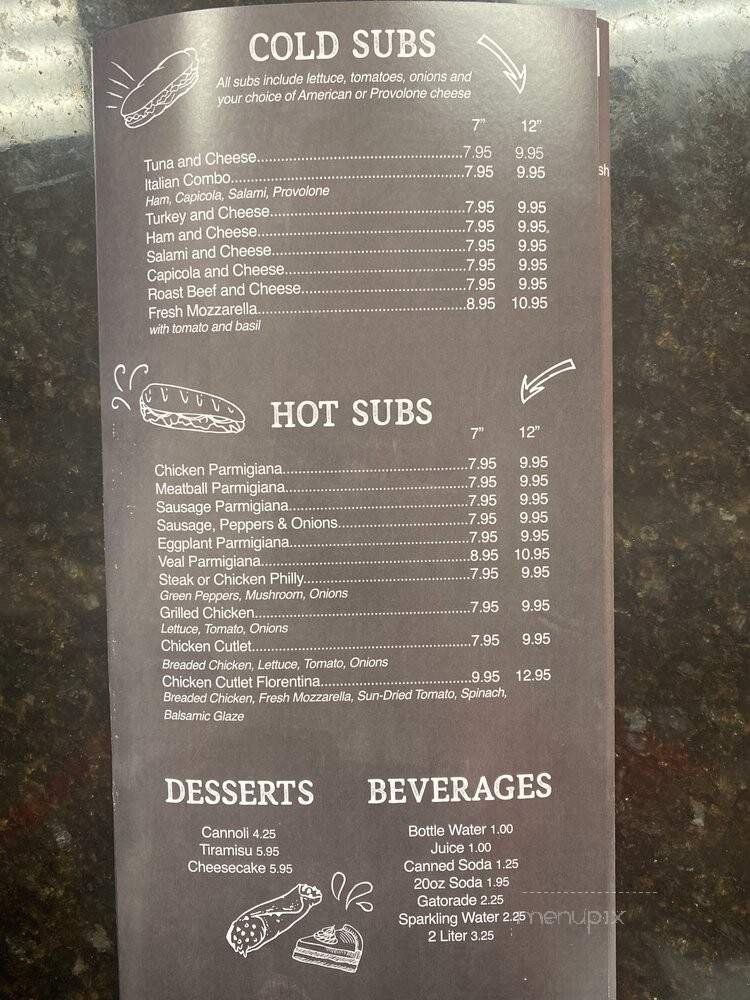 COLD SUBS
All subs include lettuce, tomatoes, onions and
your choice of American or Provolone cheese
7" 12"
Tuna and Cheese 7.95 9.95
Italian Combo 7.95 9.95
Ham, Capicola, Salami, Provolone
Turkey and Cheese 7.95 9.95
Ham and Cheese 7.95 9.95
Salami and Cheese 7.95 9.95
Capicola and Cheese 7.95 9.95
Roast Beef and Cheese 7.95 9.95
Fresh Mozzarella 8.95 10.95
with tomato and basil
sh
HOT SUBS
7" 12"
Chicken Parmigiana 7.95 9.95
Meatball Parmigiana 7.95 9.95
Sausage Parmigiana 7.95 9.95
Sausage, Peppers & Onions 7.95 9.95
Eggplant Parmigiana 7.95 9.95
Veal Parmigiana 8.95 10.95
Steak or Chicken Philly 7.95 9.95
Green Peppers, Mushroom, Onions
Grilled Chicken 7.95 9.95
Lettuce, Tomato, Onions
Chicken Cutlet 7.95 9.95
Breaded Chicken, Lettuce, Tomato, Onions
Chicken Cutlet Florentina 9.95 12.95
Breaded Chicken, Fresh Mozzarella, Sun-Dried Tomato, Spinach,
Balsamic Glaze
DESSERTS
Cannoli 4.25
Tiramisu 5.95
Cheesecake 5.95
BEVERAGES
Bottle Water 1.00
Juice 1.00
Canned Soda 1.25
20oz Soda 1.95
Gatorade 2.25
Sparkling Water 2.25
2 Liter 3.25
menupix